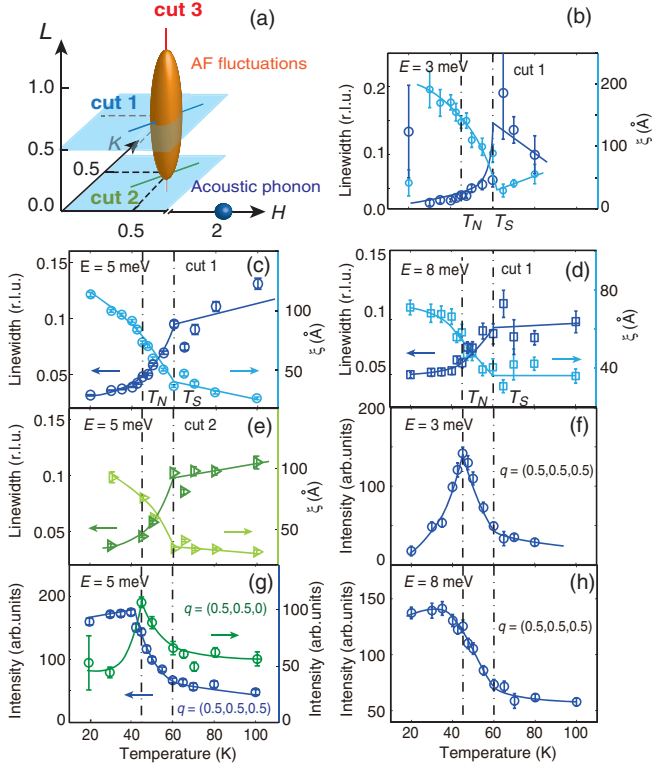 (a)
cut 3
L
AF fluctuations
1.0
cut 1
K
0.5
0.5
cut 2
Acoustic phonon
0.0
0.5
2
H
(b)
E = 3 meV
cut 1
0.2
0.1
0.0
200
100
0
Linewidth (r.l.u.)
ξ (Å)
T_N
T_S
(c)
E = 5 meV
cut 1
0.15
0.1
0.05
100
50
Linewidth (r.l.u.)
ξ (Å)
T_N
T_S
(d)
E = 8 meV
cut 1
0.15
0.1
0.05
80
40
Linewidth (r.l.u.)
ξ (Å)
T_N
T_S
(e)
E = 5 meV
cut 2
0.15
0.1
0.05
100
50
Linewidth (r.l.u.)
ξ (Å)
(f)
E = 3 meV
q = (0.5,0.5,0.5)
200
150
100
50
0
Intensity (arb.units)
(g)
E = 5 meV
q = (0.5,0.5,0)
q = (0.5,0.5,0.5)
200
100
0
100
50
0
Intensity (arb.units)
Intensity (arb.units)
20
40
60
80
100
Temperature (K)
(h)
E = 8 meV
q = (0.5,0.5,0.5)
150
100
50
Intensity (arb.units)
20
40
60
80
100
Temperature (K)